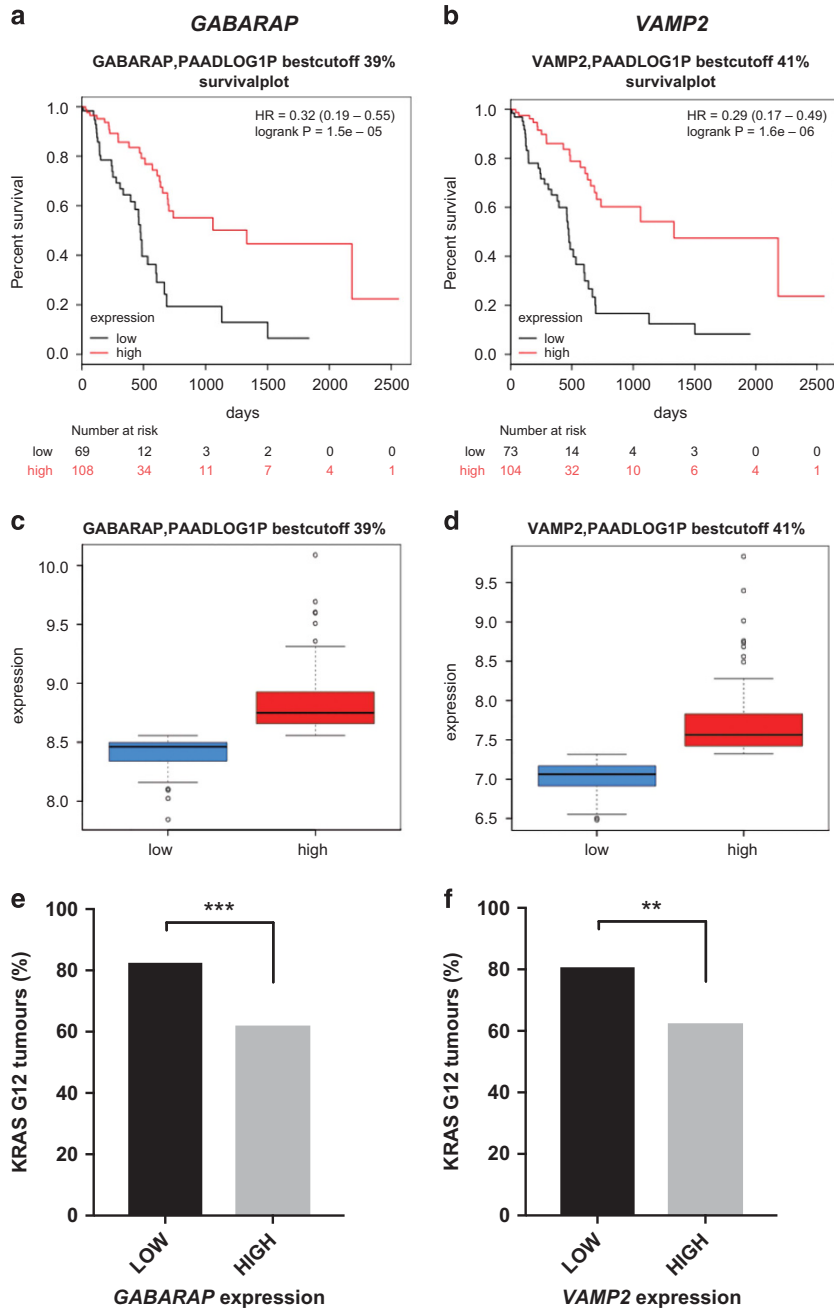 a
GABARAP
GABARAP,PAADLOG1P bestcutoff 39%
survivalplot
HR = 0.32 (0.19 – 0.55)
logrank P = 1.5e – 05
Percent survival
1.0
0.8
0.6
0.4
0.2
0.0
expression
low
high
0 500 1000 1500 2000 2500
days
Number at risk
low 69 12 3 2 0 0
high 108 34 11 7 4 1
b
VAMP2
VAMP2,PAADLOG1P bestcutoff 41%
survivalplot
HR = 0.29 (0.17 – 0.49)
logrank P = 1.6e – 06
Percent survival
1.0
0.8
0.6
0.4
0.2
0.0
expression
low
high
0 500 1000 1500 2000 2500
days
Number at risk
low 73 14 4 3 0 0
high 104 32 10 6 4 1
c
GABARAP,PAADLOG1P bestcutoff 39%
expression
10.0
9.5
9.0
8.5
8.0
low high
d
VAMP2,PAADLOG1P bestcutoff 41%
expression
9.5
9.0
8.5
8.0
7.5
7.0
6.5
low high
e
KRAS G12 tumours (%)
100
80
60
40
20
0
***
LOW HIGH
GABARAP expression
f
KRAS G12 tumours (%)
100
80
60
40
20
0
**
LOW HIGH
VAMP2 expression